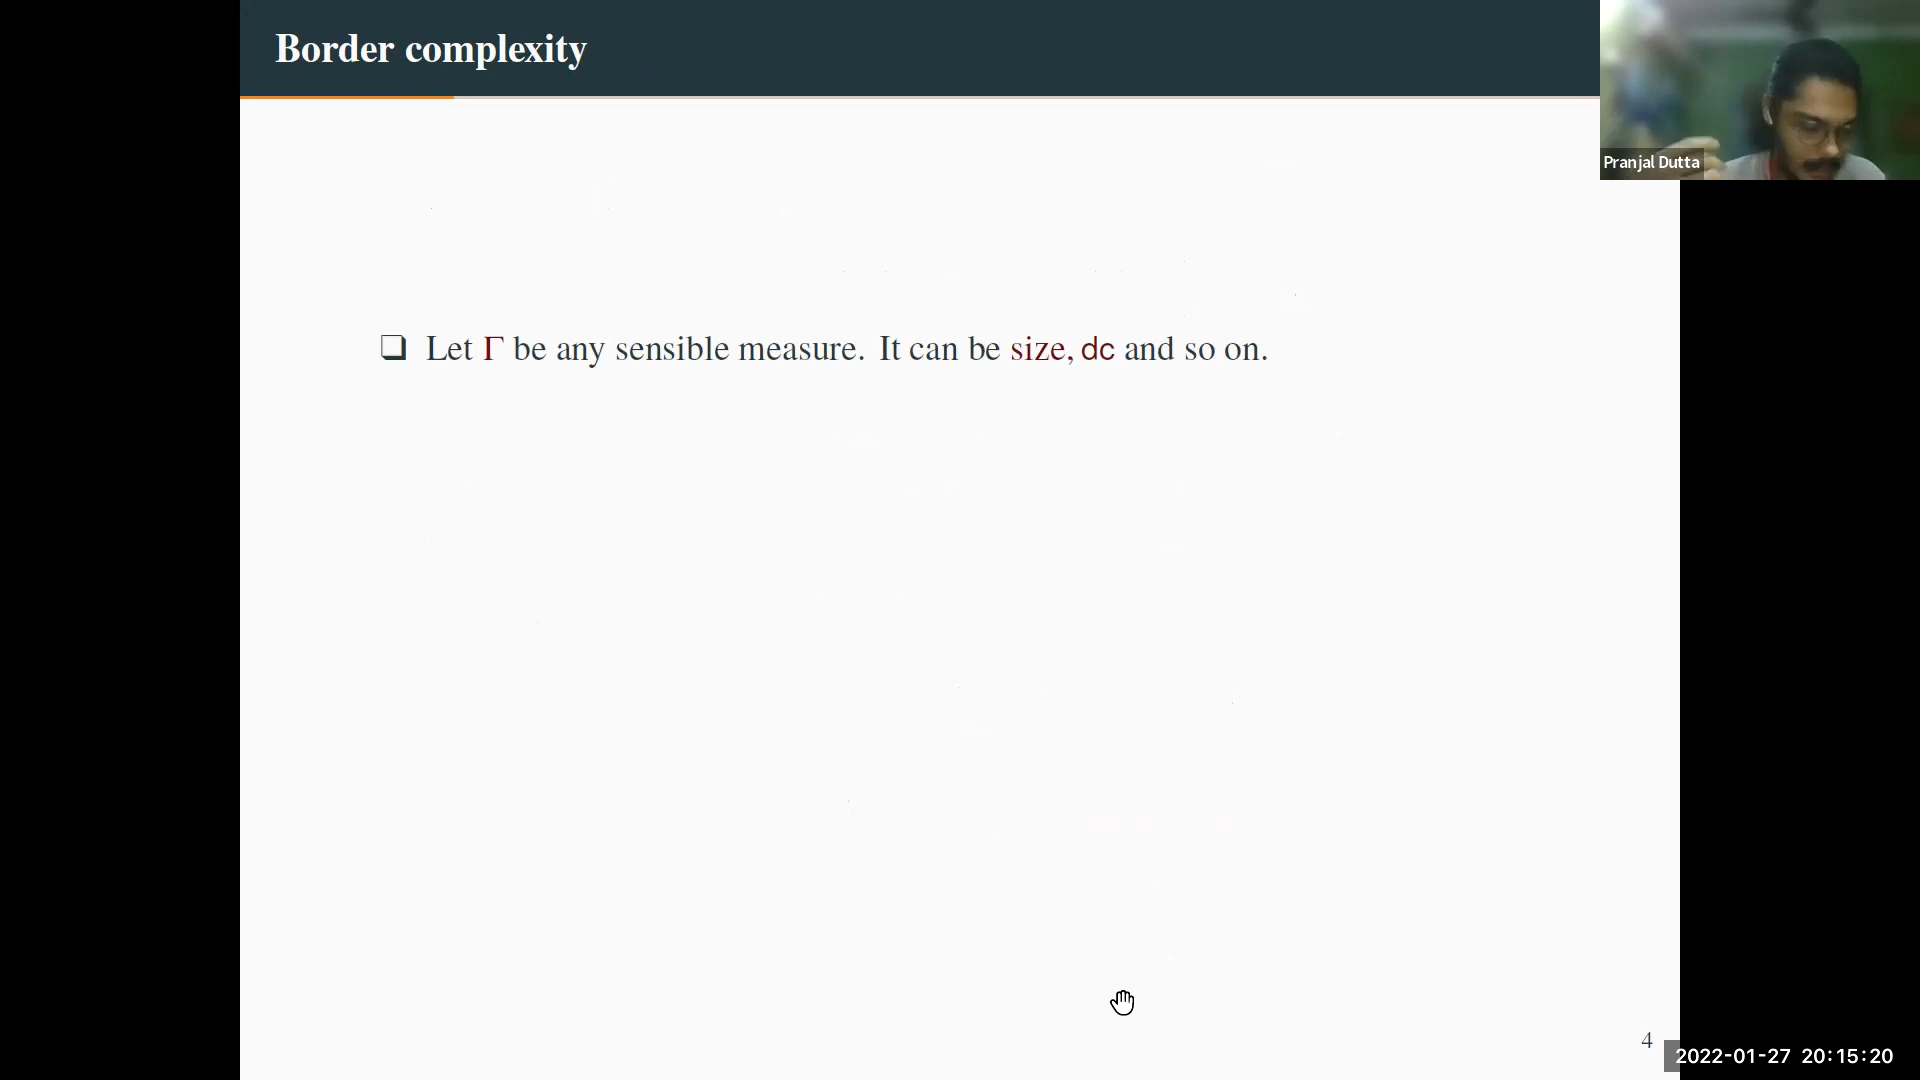 Border complexity
Pranjal Dutta
❑ Let Γ be any sensible measure. It can be size, dc and so on.
4
2022-01-27 20:15:20